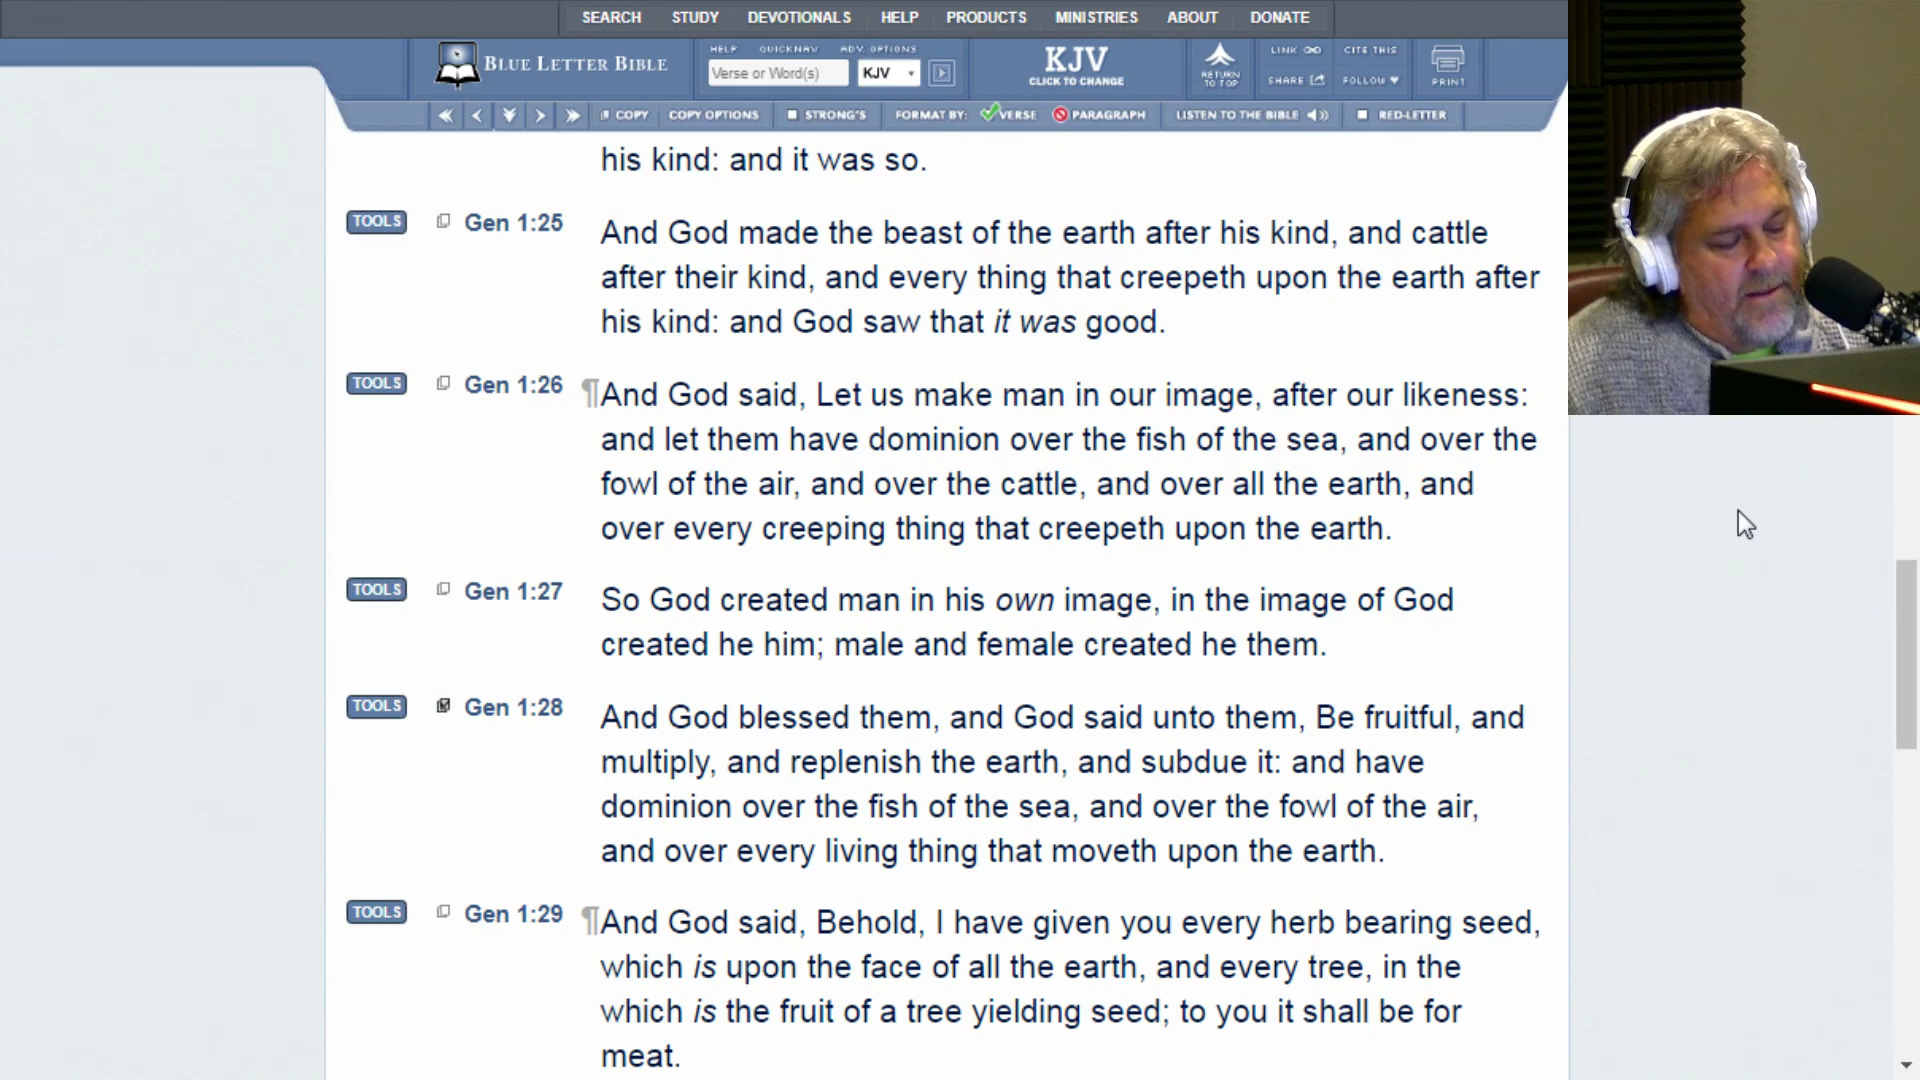 SEARCH STUDY DEVOTIONALS HELP PRODUCTS MINISTRIES ABOUT DONATE
BLUE LETTER BIBLE
HELP QUICKNAV ADV. OPTIONS
Verse or Word(s) KJV
KJV
CLICK TO CHANGE
RETURN
TO TOP
LINK CITE THIS
SHARE FOLLOW
PRINT
COPY COPY OPTIONS STRONG'S FORMAT BY: VERSE PARAGRAPH LISTEN TO THE BIBLE RED-LETTER
his kind: and it was so.
TOOLS Gen 1:25 And God made the beast of the earth after his kind, and cattle
after their kind, and every thing that creepeth upon the earth after
his kind: and God saw that it was good.
TOOLS Gen 1:26 ¶And God said, Let us make man in our image, after our likeness:
and let them have dominion over the fish of the sea, and over the
fowl of the air, and over the cattle, and over all the earth, and
over every creeping thing that creepeth upon the earth.
TOOLS Gen 1:27 So God created man in his own image, in the image of God
created he him; male and female created he them.
TOOLS Gen 1:28 And God blessed them, and God said unto them, Be fruitful, and
multiply, and replenish the earth, and subdue it: and have
dominion over the fish of the sea, and over the fowl of the air,
and over every living thing that moveth upon the earth.
TOOLS Gen 1:29 ¶And God said, Behold, I have given you every herb bearing seed,
which is upon the face of all the earth, and every tree, in the
which is the fruit of a tree yielding seed; to you it shall be for
meat.